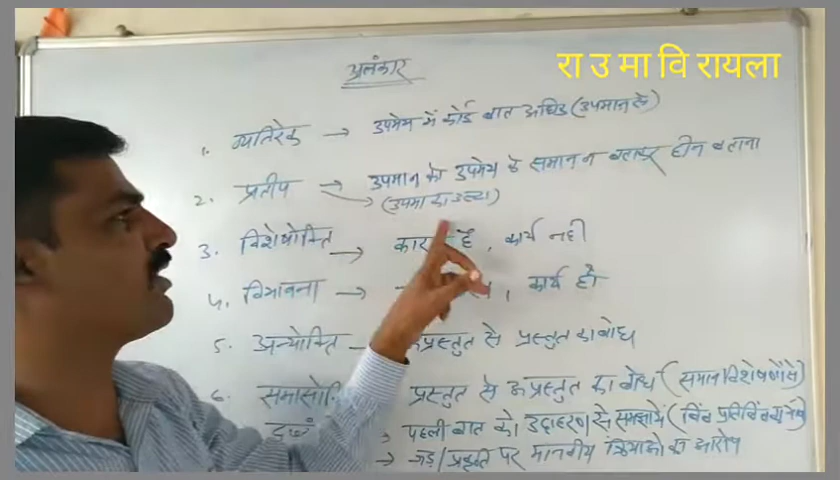 रा उ मा वि रायला
अलंकार
1. व्यतिरेक → उपमेय में कोई बात अधिक (उपमान से)
2. प्रतीप → उपमान को उपमेय के समान न बताकर हीन बताना
→ (उपमा का उल्टा)
3. विशेषोक्ति → कारण है, कार्य नहीं
4. विभावना → , कार्य हो
5. अन्योक्ति – अप्रस्तुत से प्रस्तुत का बोध
6. समासोक्ति प्रस्तुत से अप्रस्तुत का बोध (समान विशेषणों से)
पहली बात को उदाहरण से समझायें (बिंब प्रतिबिंब
→ जड़/प्रकृति पर मानवीय क्रियाओं का आरोप